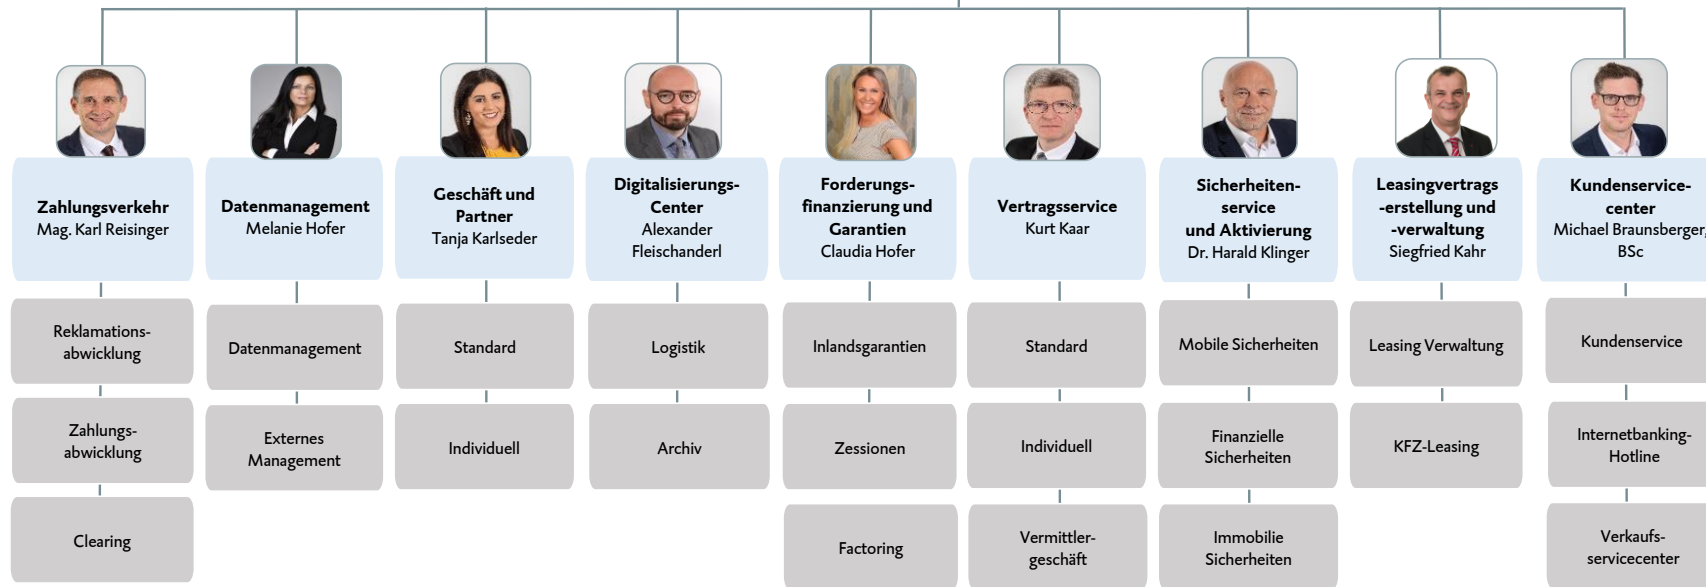 Zahlungsverkehr
Mag. Karl Reisinger
Reklamations-
abwicklung
Zahlungs-
abwicklung
Clearing
Datenmanagement
Melanie Hofer
Datenmanagement
Externes
Management
Geschäft und
Partner
Tanja Karlseder
Standard
Individuell
Digitalisierungs-
Center
Alexander
Fleischanderl
Logistik
Archiv
Forderungs-
finanzierung und
Garantien
Claudia Hofer
Inlandsgarantien
Zessionen
Factoring
Vertragsservice
Kurt Kaar
Standard
Individuell
Vermittler-
geschäft
Sicherheiten-
service
und Aktivierung
Dr. Harald Klinger
Mobile Sicherheiten
Finanzielle
Sicherheiten
Immobilie
Sicherheiten
Leasingvertrags
-erstellung und
-verwaltung
Siegfried Kahr
Leasing Verwaltung
KFZ-Leasing
Kundenservice-
center
Michael Braunsberger,
BSc
Kundenservice
Internetbanking-
Hotline
Verkaufs-
servicecenter